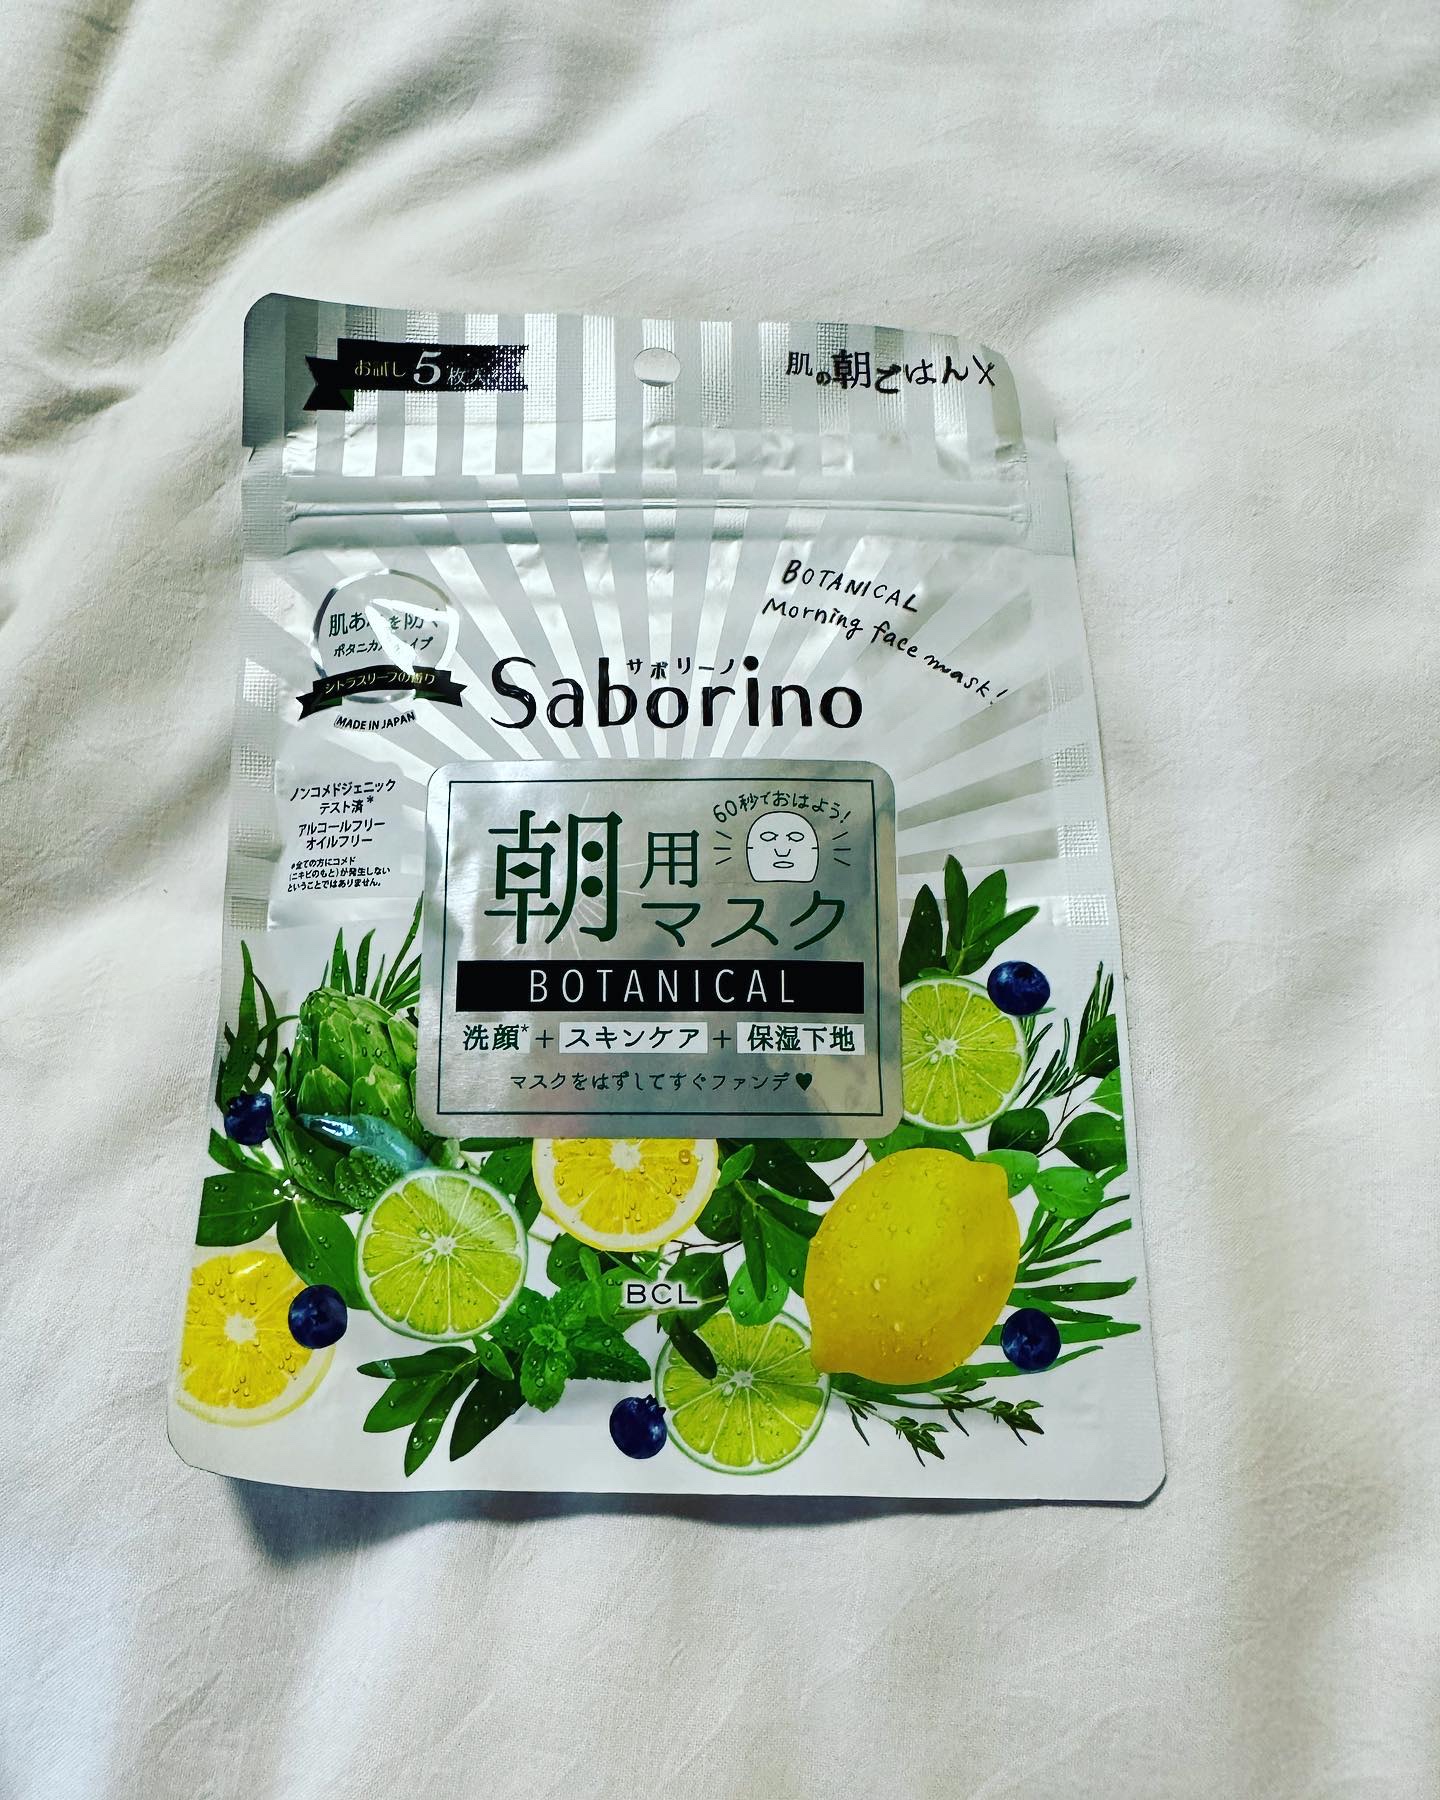 お試し5枚入
肌の朝ごはん
BOTANICAL
Morning face mask!
肌あれを防ぐ
ボタニカルタイプ
シトラスリーフの香り
MADE IN JAPAN
サボリーノ
Saborino
ノンコメドジェニック
テスト済*
アルコールフリー
オイルフリー
*全ての方にコメド
(ニキビのもと)が発生しない
ということではありません。
60秒でおはよう!
朝用マスク
BOTANICAL
洗顔*+スキンケア+保湿下地
マスクをはずしてすぐファンデ♥
BCL